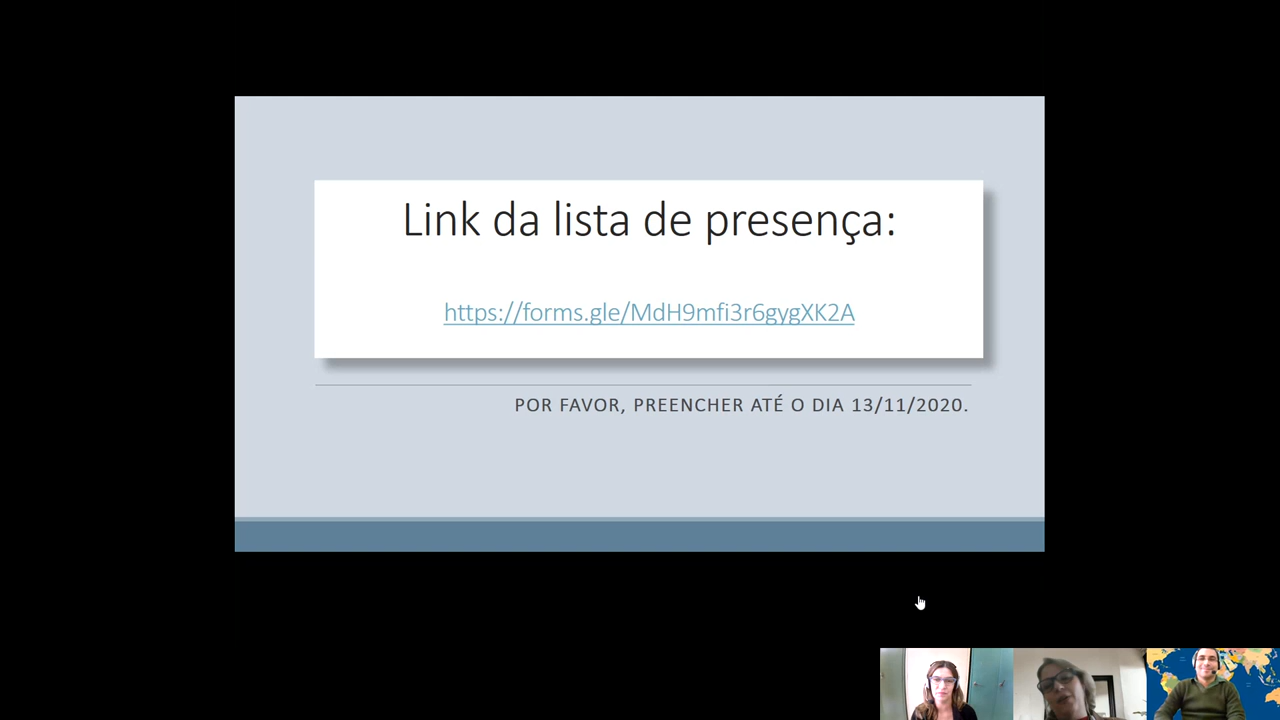 Link da lista de presença:
https://forms.gle/MdH9mfi3r6gygXK2A
POR FAVOR, PREENCHER ATÉ O DIA 13/11/2020.